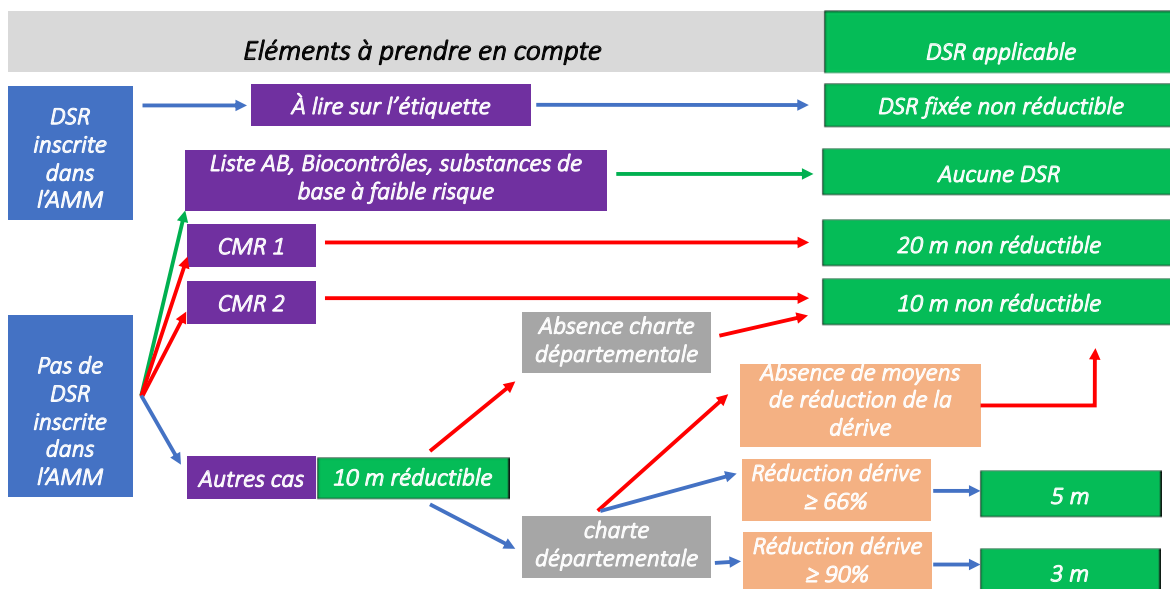 Eléments à prendre en compte
DSR applicable
DSR
inscrite
dans
l’AMM
À lire sur l’étiquette
DSR fixée non réductible
Liste AB, Biocontrôles, substances de
base à faible risque
Aucune DSR
CMR 1
20 m non réductible
CMR 2
10 m non réductible
Pas de
DSR
inscrite
dans
l’AMM
Absence charte
départementale
Absence de moyens
de réduction de la
dérive
Autres cas
10 m réductible
Réduction dérive
≥ 66%
5 m
charte
départementale
Réduction dérive
≥ 90%
3 m